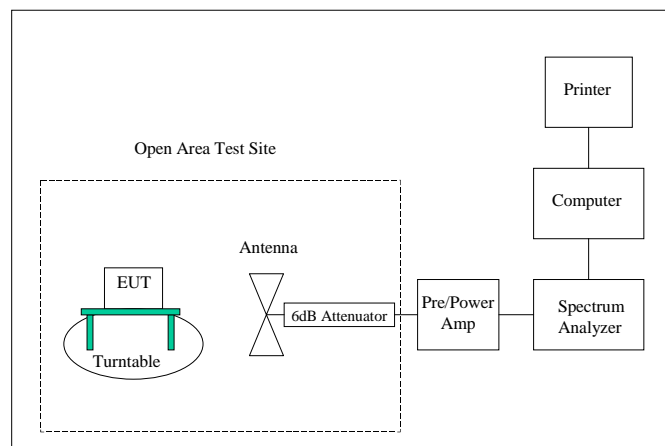 Printer
Open Area Test Site
Computer
Antenna
EUT
6dB Attenuator
Pre/Power
Amp
Spectrum
Analyzer
Turntable